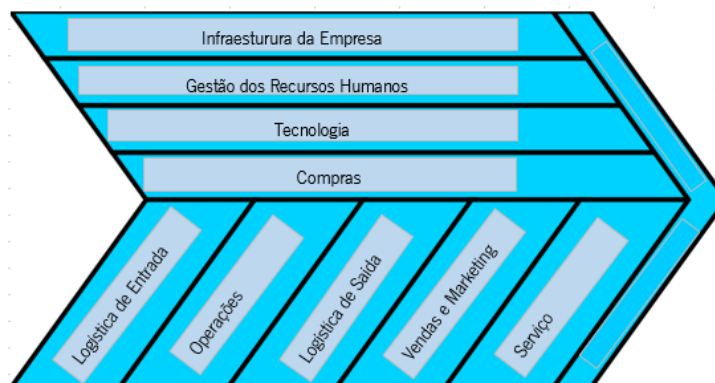 Infraesturura da Empresa
Gestão dos Recursos Humanos
Tecnologia
Compras
Logística de Entrada
Operações
Logística de Saída
Vendas e Marketing
Serviço